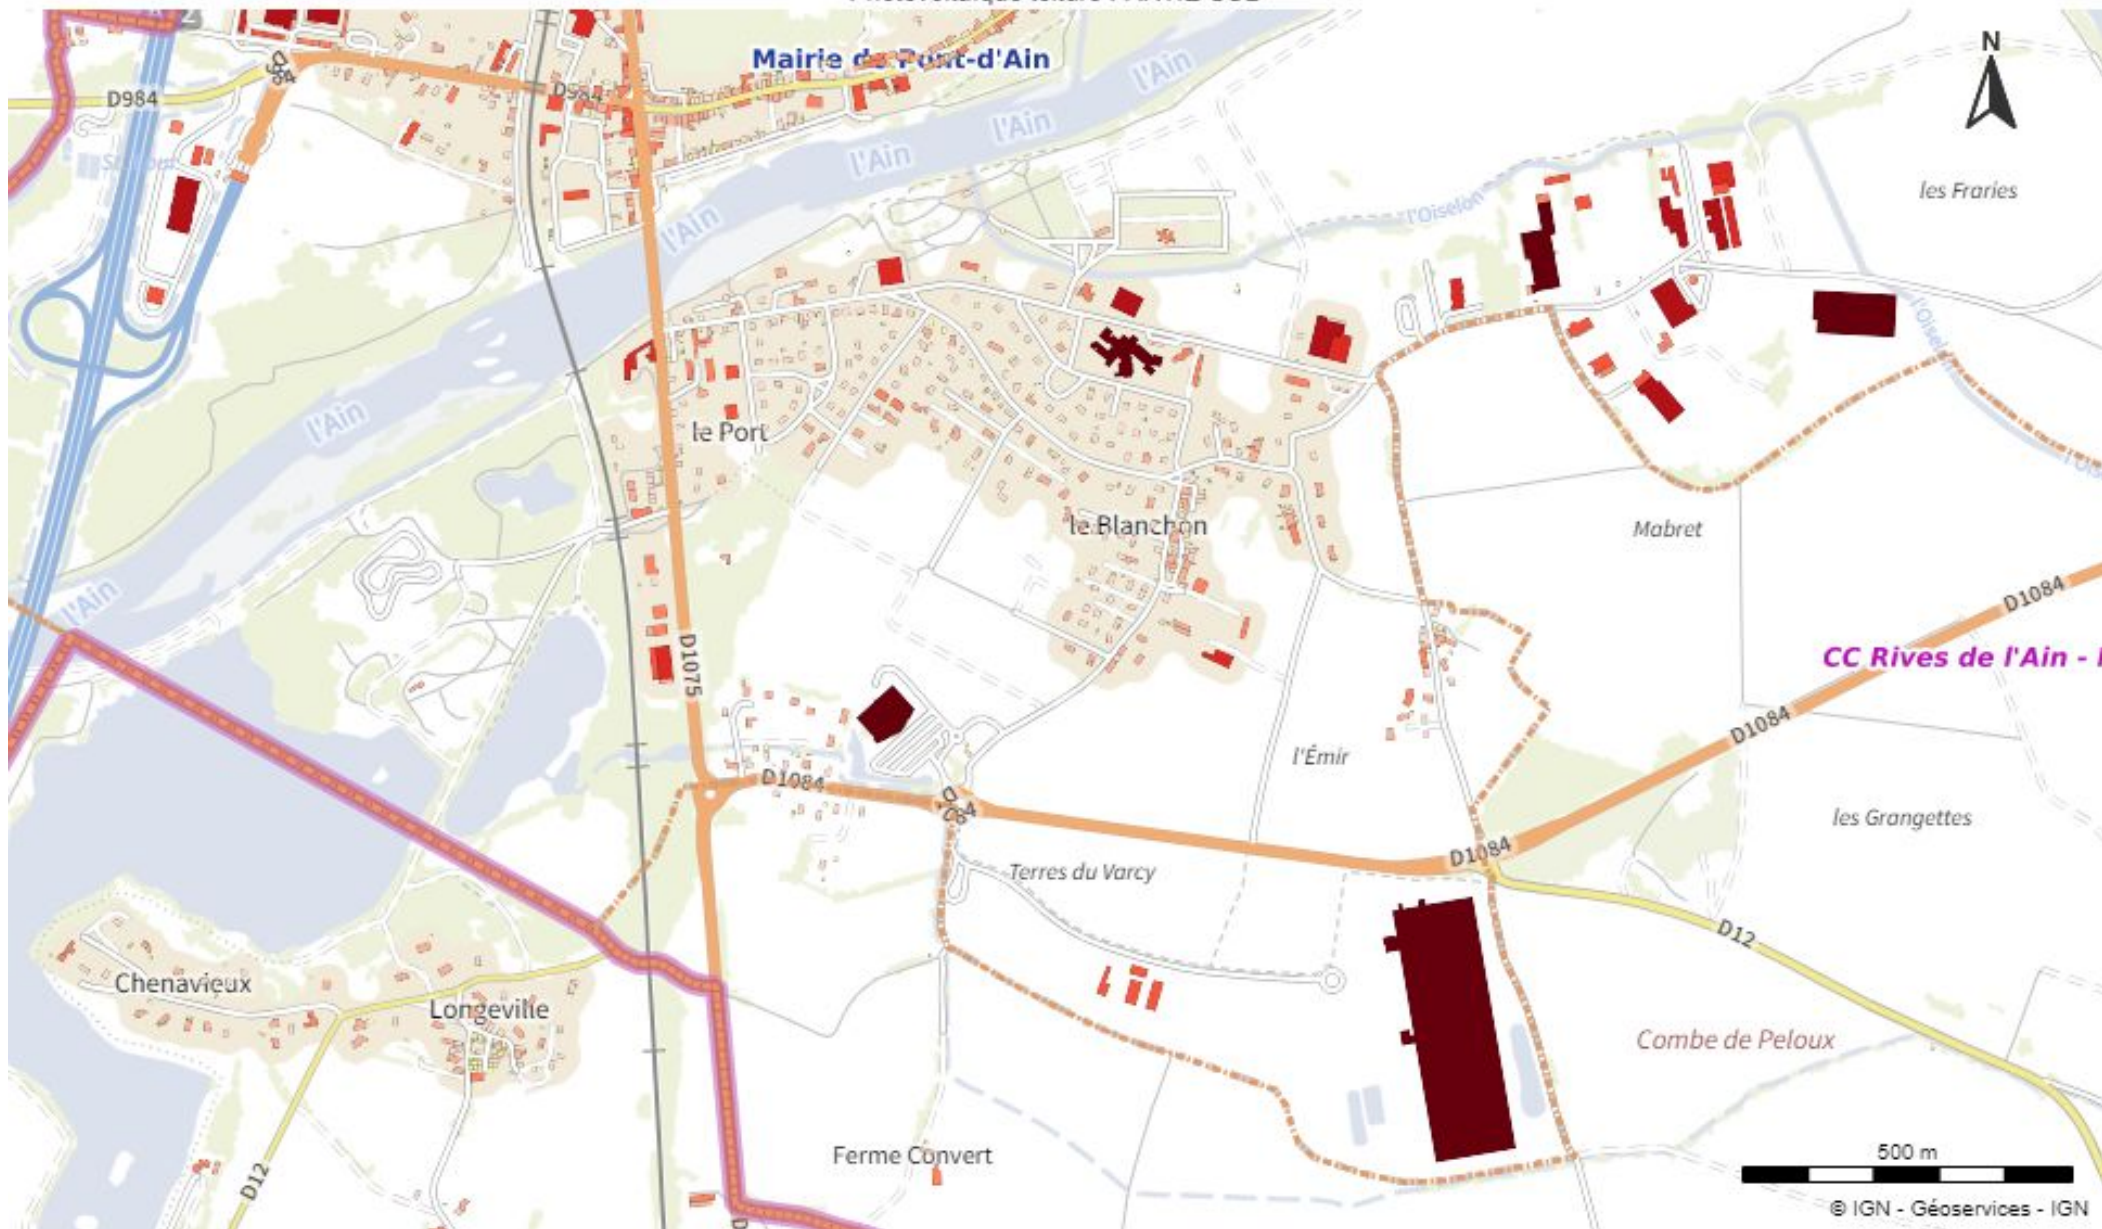 Mairie de Pont-d'Ain
N
D984
D984
l'Ain
l'Ain
l'Ain
l'Ain
l'Ain
l'Ain
l'Oiselon
les Fraries
le Port
le Blanchon
Mabret
D1084
D1075
CC Rives de l'Ain -
D1084
l'Émir
D1084
D1084
les Grangettes
Terres du Varcy
D12
Chenavieux
Longeville
Combe de Peloux
Ferme Convert
D12
500 m
© IGN - Géoservices - IGN